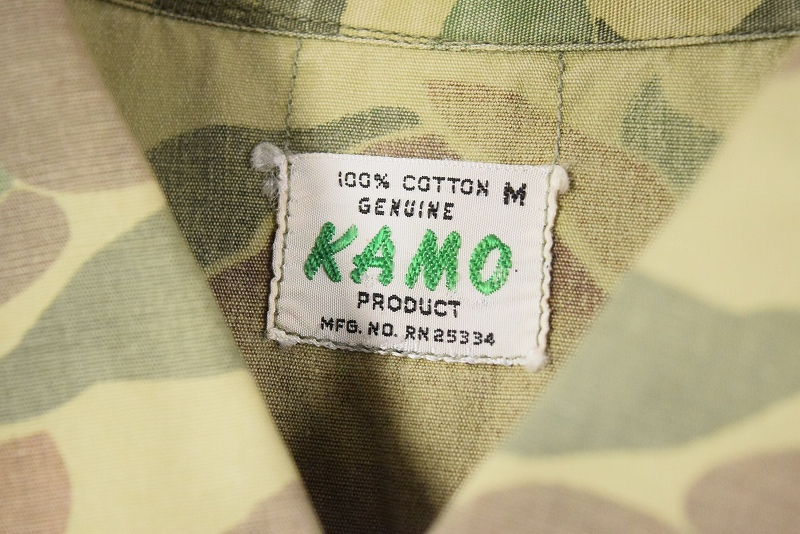 100% COTTON M
GENUINE
KAMO
PRODUCT
MFG. NO. RN 25334